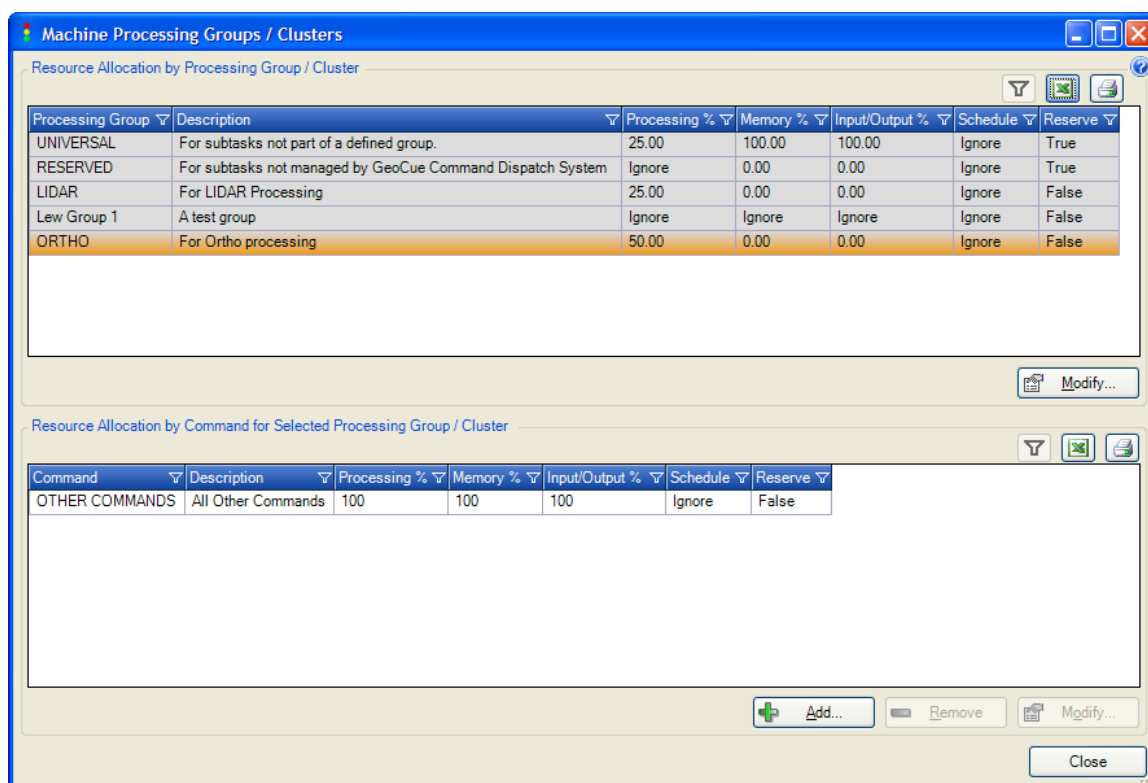 Machine Processing Groups / Clusters
Resource Allocation by Processing Group / Cluster
Processing Group Description Processing % Memory % Input/Output % Schedule Reserve
UNIVERSAL For subtasks not part of a defined group. 25.00 100.00 100.00 Ignore True
RESERVED For subtasks not managed by GeoCue Command Dispatch System Ignore 0.00 0.00 Ignore True
LIDAR For LIDAR Processing 25.00 0.00 0.00 Ignore False
Lew Group 1 A test group Ignore Ignore Ignore Ignore False
ORTHO For Ortho processing 50.00 0.00 0.00 Ignore False
Modify...
Resource Allocation by Command for Selected Processing Group / Cluster
Command Description Processing % Memory % Input/Output % Schedule Reserve
OTHER COMMANDS All Other Commands 100 100 100 Ignore False
Add... Remove Modify...
Close